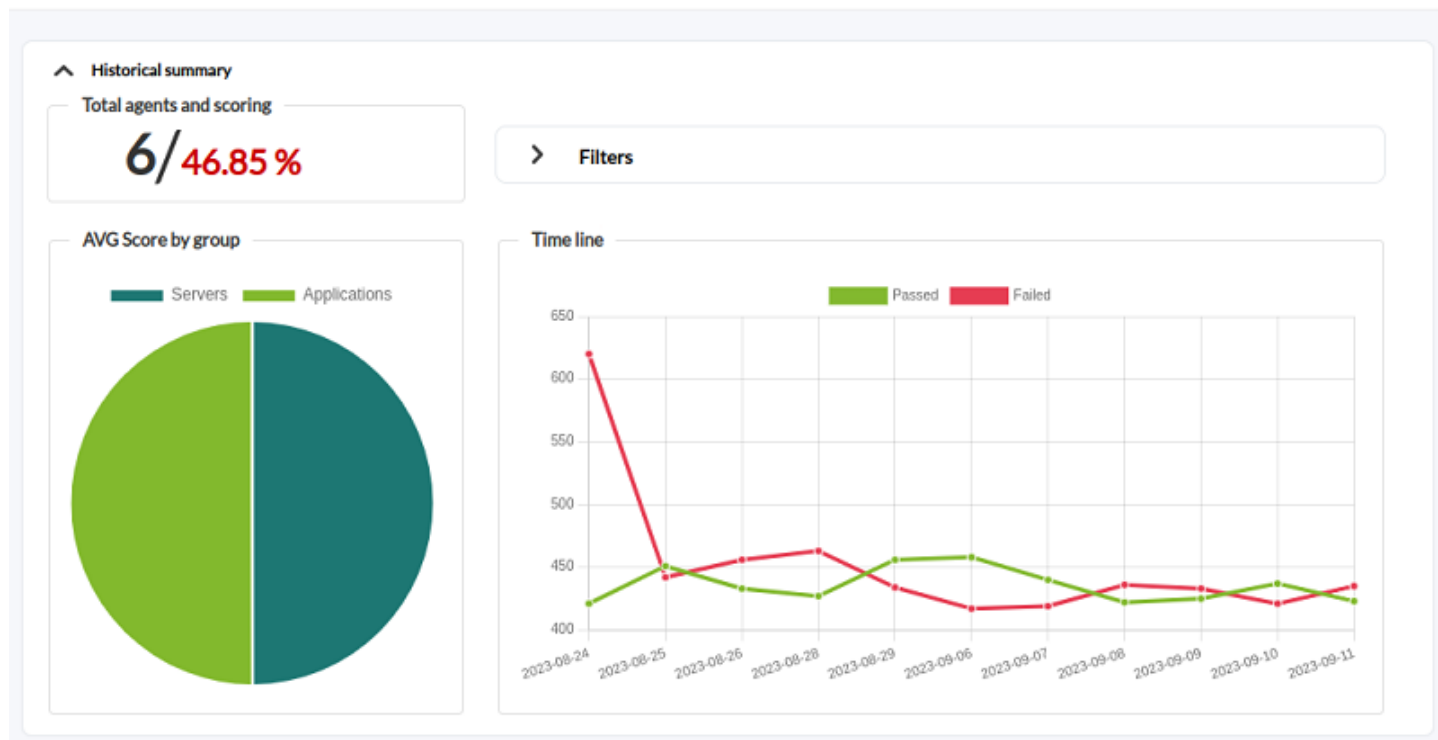 Historical summary
Total agents and scoring
6/46.85 %
Filters
AVG Score by group
Servers Applications
Time line
Passed Failed
650
600
550
500
450
400
2023-08-24 2023-08-25 2023-08-26 2023-08-28 2023-08-29 2023-09-06 2023-09-07 2023-09-08 2023-09-09 2023-09-10 2023-09-11